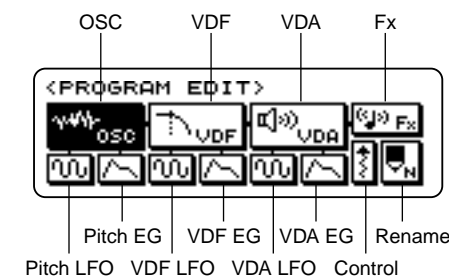 OSC VDF VDA Fx
<PROGRAM EDIT>
OSC VDF VDA Fx
N
Pitch EG VDF EG VDA EG Rename
Pitch LFO VDF LFO VDA LFO Control